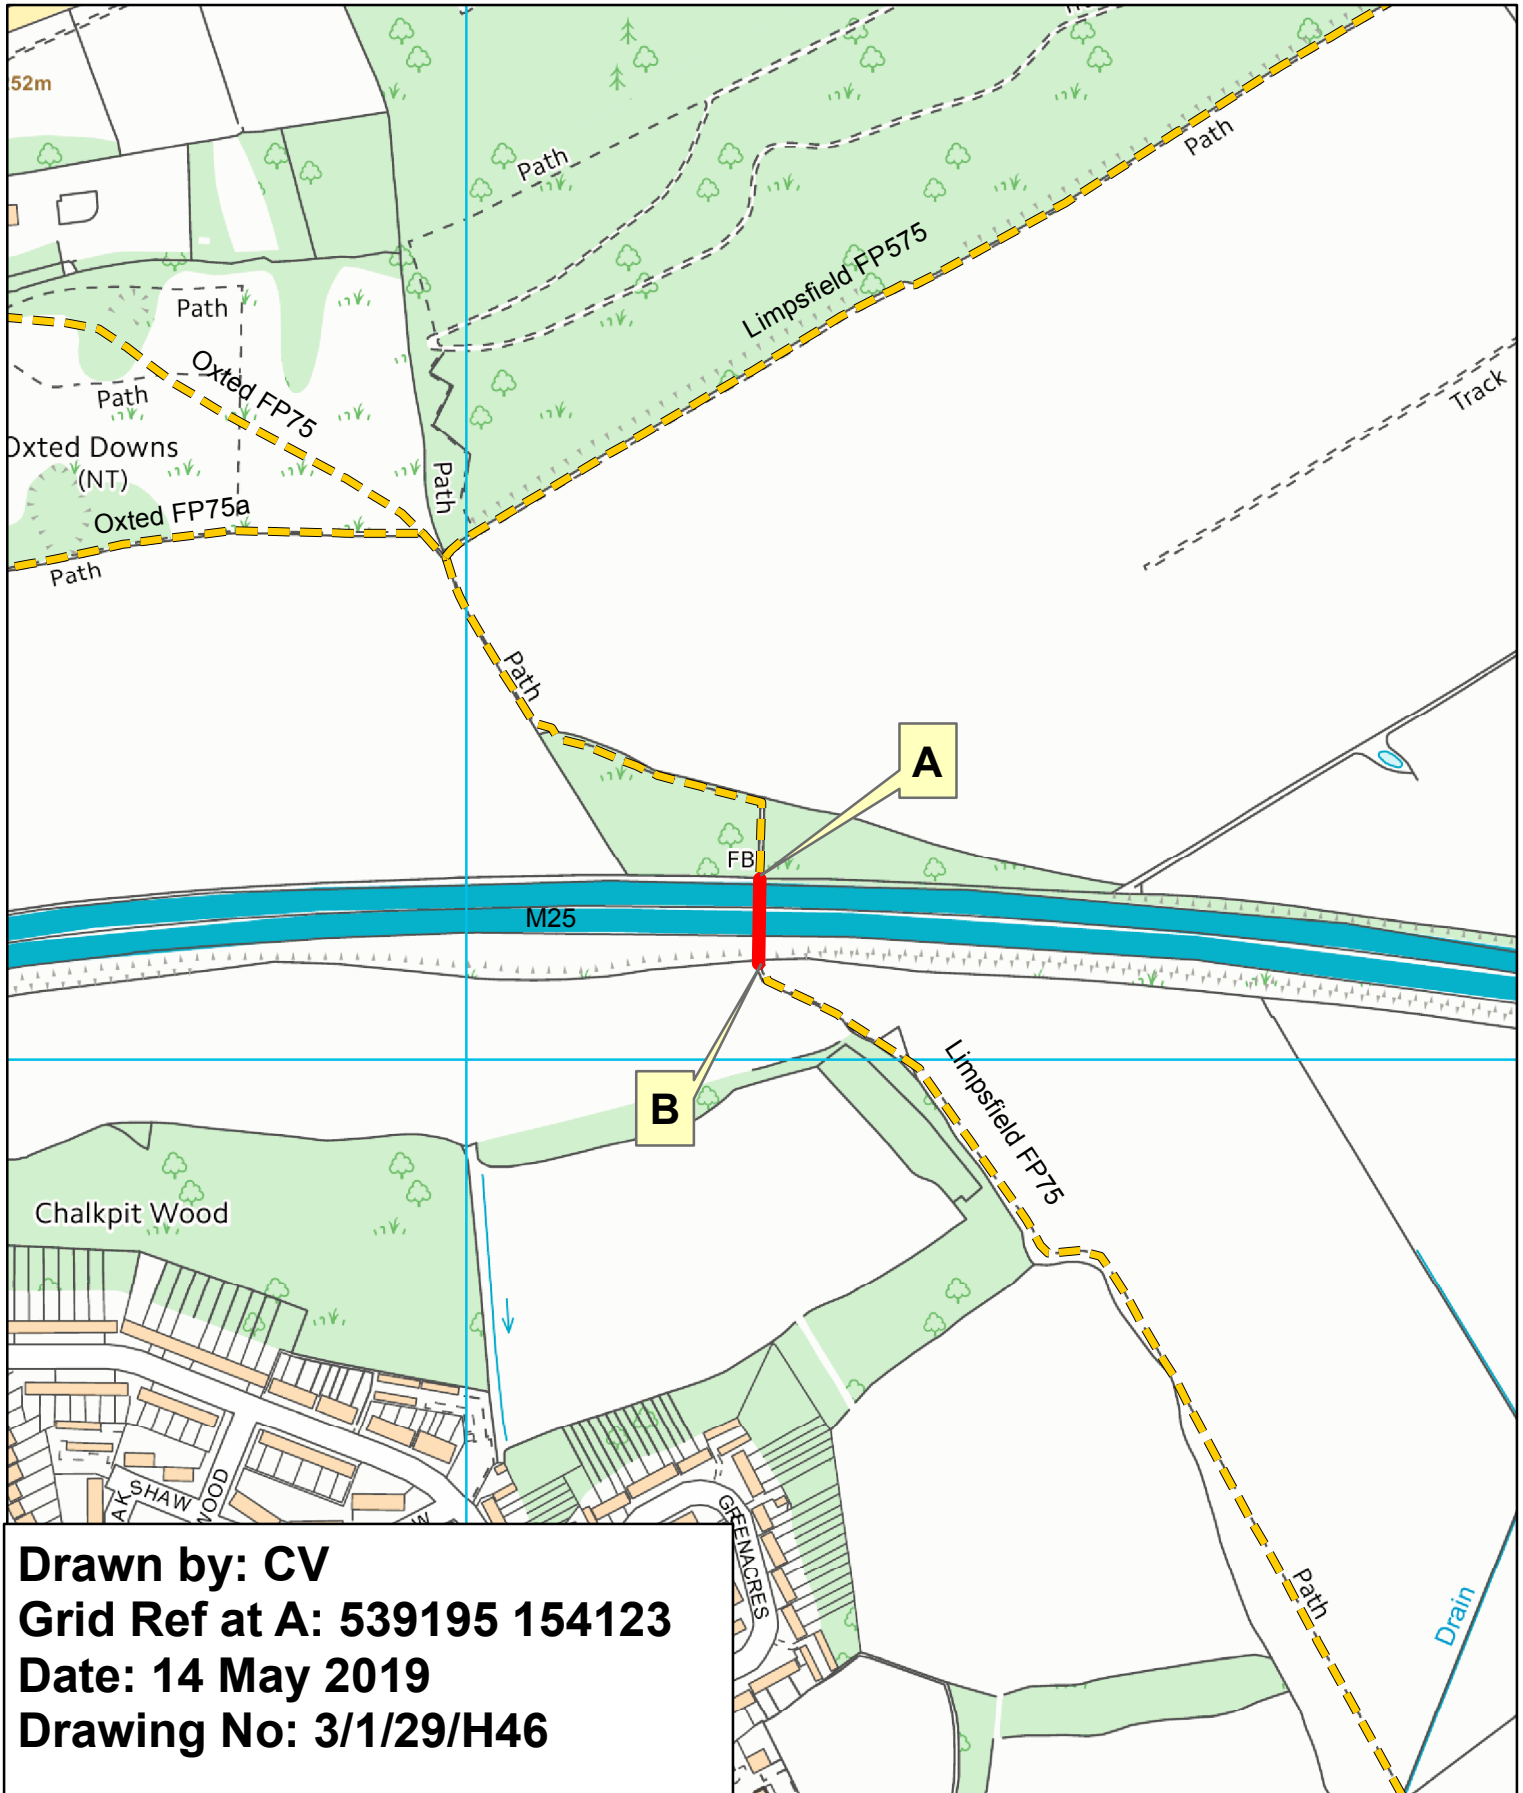 52m
Path
Path
Limpsfield FP575
Path
Oxted FP75
Path
Track
Oxted Downs
(NT)
Path
Oxted FP75a
Path
Path
A
FB
M25
B
Limpsfield FP75
Chalkpit Wood
SHAW
WOOD
GREENACRES
Path
Drain
Drawn by: CV
Grid Ref at A: 539195 154123
Date: 14 May 2019
Drawing No: 3/1/29/H46